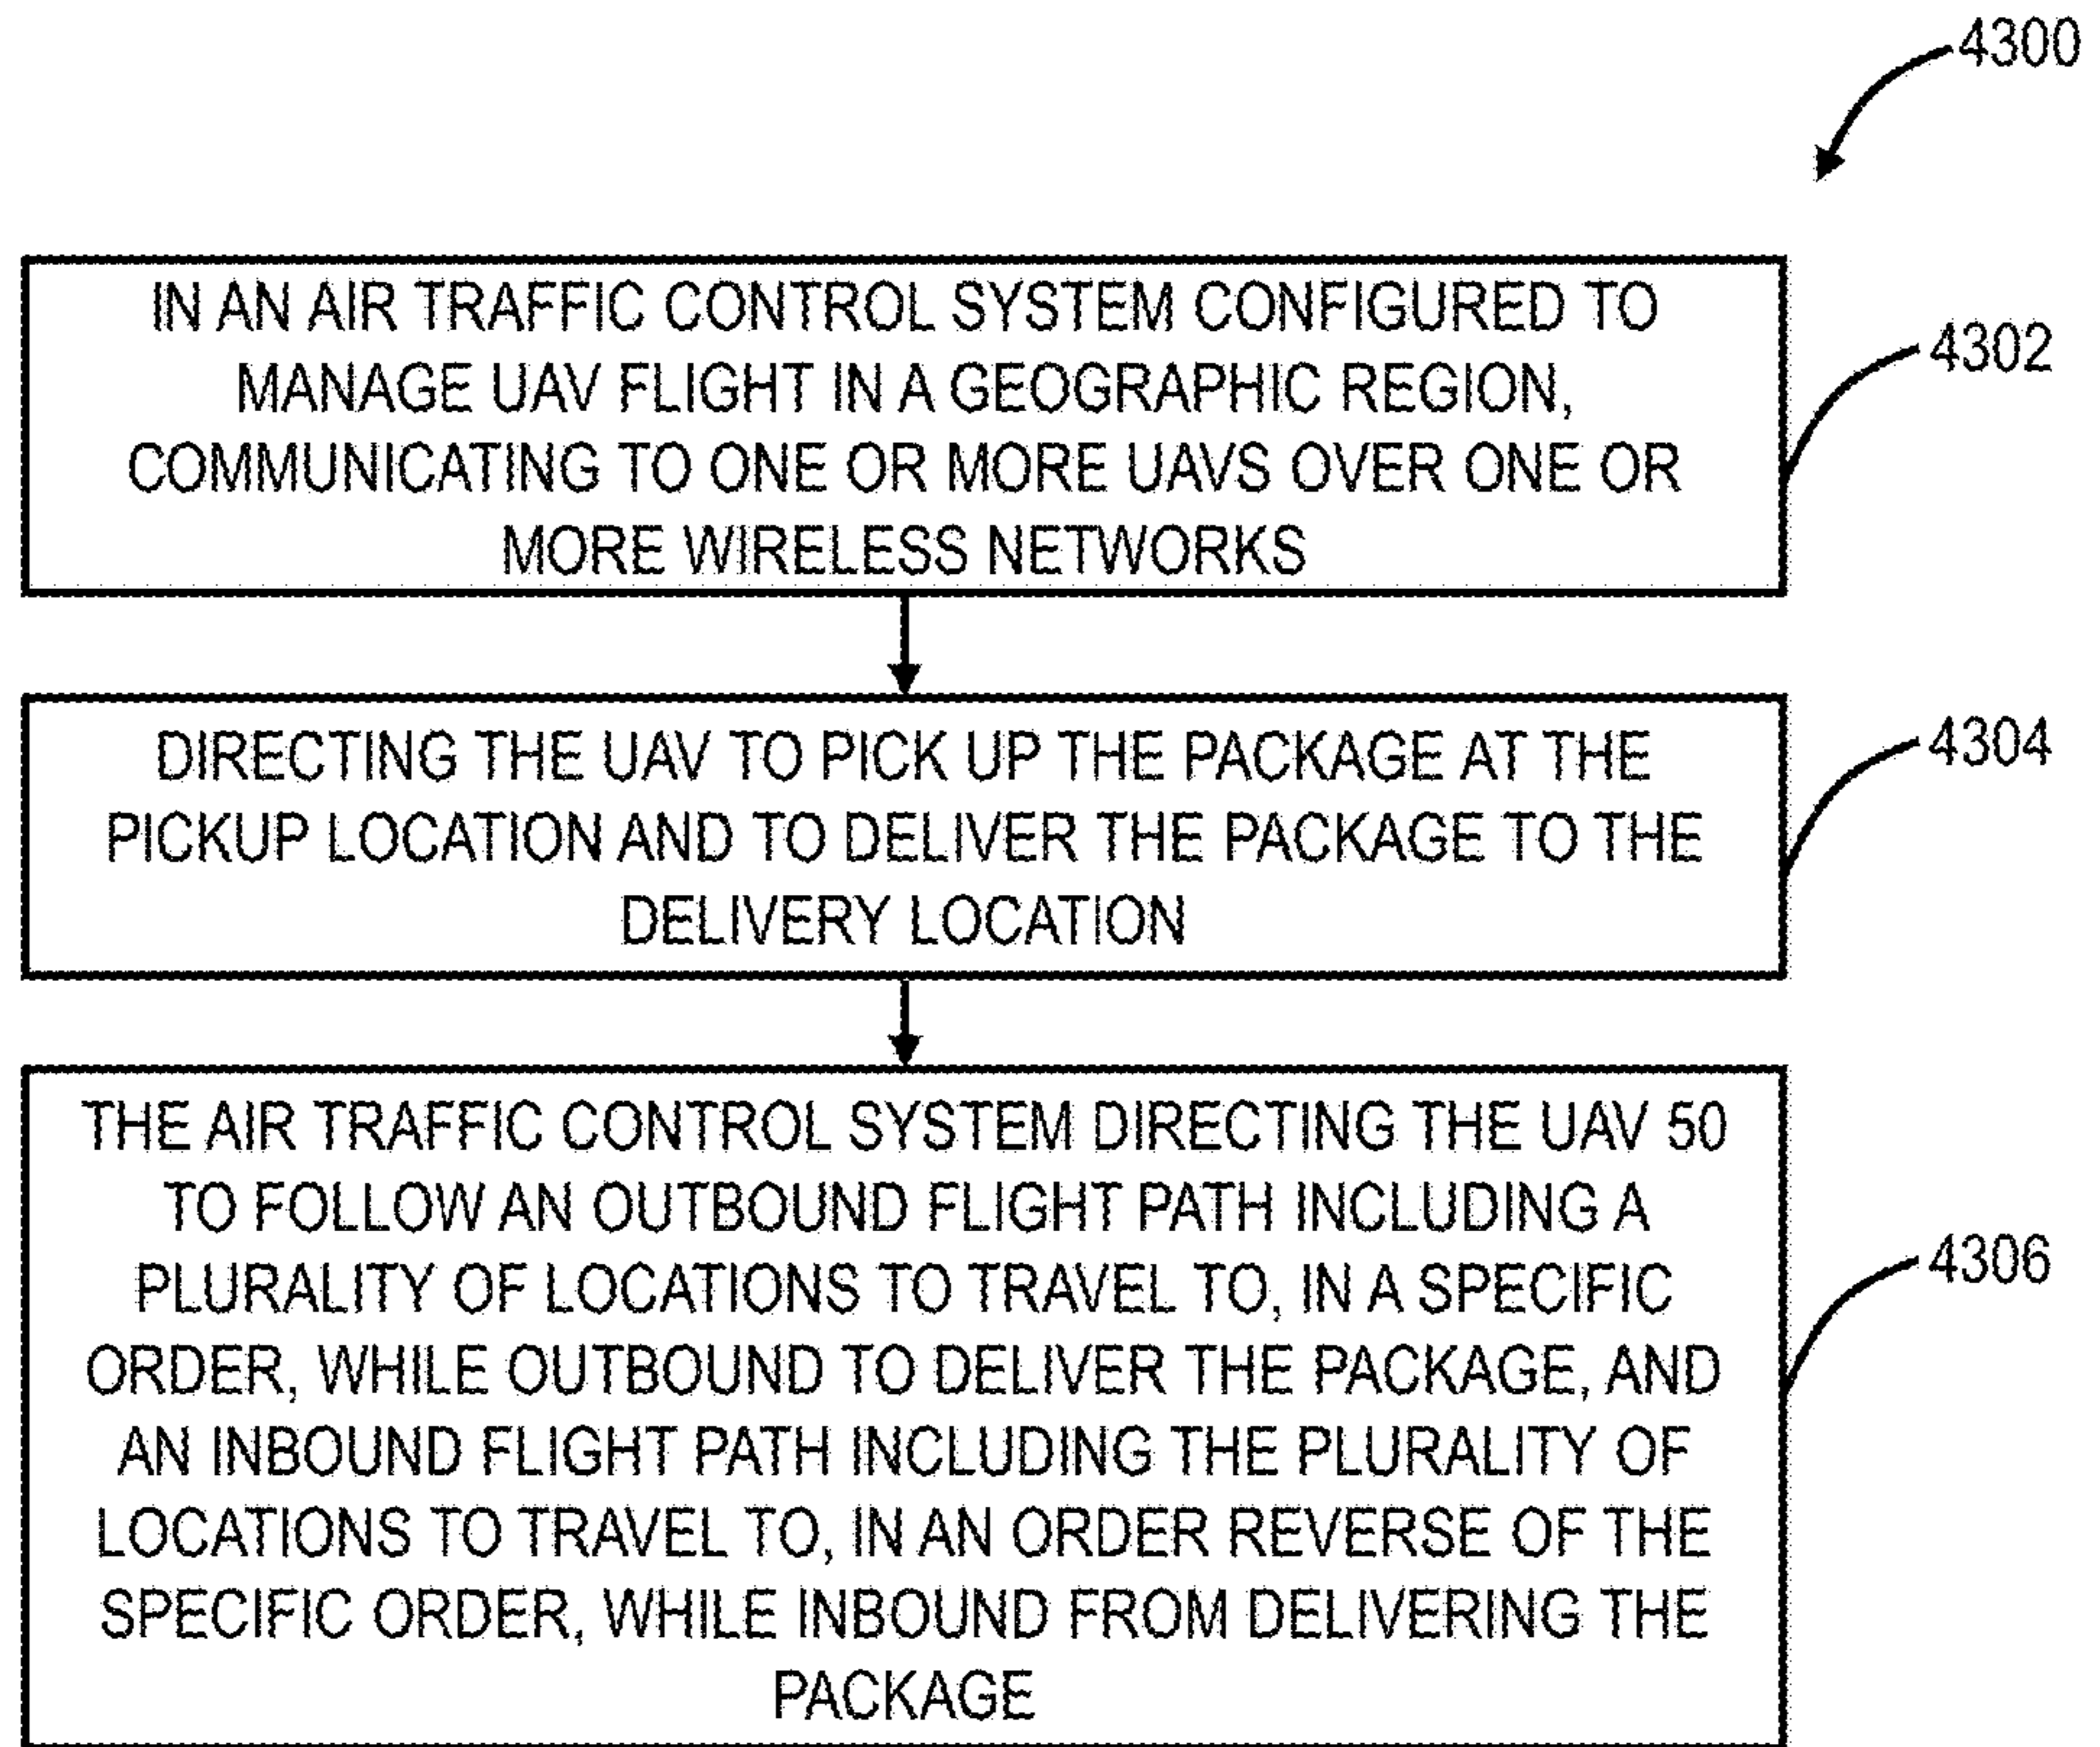 4300
IN AN AIR TRAFFIC CONTROL SYSTEM CONFIGURED TO
MANAGE UAV FLIGHT IN A GEOGRAPHIC REGION,
COMMUNICATING TO ONE OR MORE UAVS OVER ONE OR
MORE WIRELESS NETWORKS
4302
DIRECTING THE UAV TO PICK UP THE PACKAGE AT THE
PICKUP LOCATION AND TO DELIVER THE PACKAGE TO THE
DELIVERY LOCATION
4304
THE AIR TRAFFIC CONTROL SYSTEM DIRECTING THE UAV 50
TO FOLLOW AN OUTBOUND FLIGHT PATH INCLUDING A
PLURALITY OF LOCATIONS TO TRAVEL TO, IN A SPECIFIC
ORDER, WHILE OUTBOUND TO DELIVER THE PACKAGE, AND
AN INBOUND FLIGHT PATH INCLUDING THE PLURALITY OF
LOCATIONS TO TRAVEL TO, IN AN ORDER REVERSE OF THE
SPECIFIC ORDER, WHILE INBOUND FROM DELIVERING THE
PACKAGE
4306